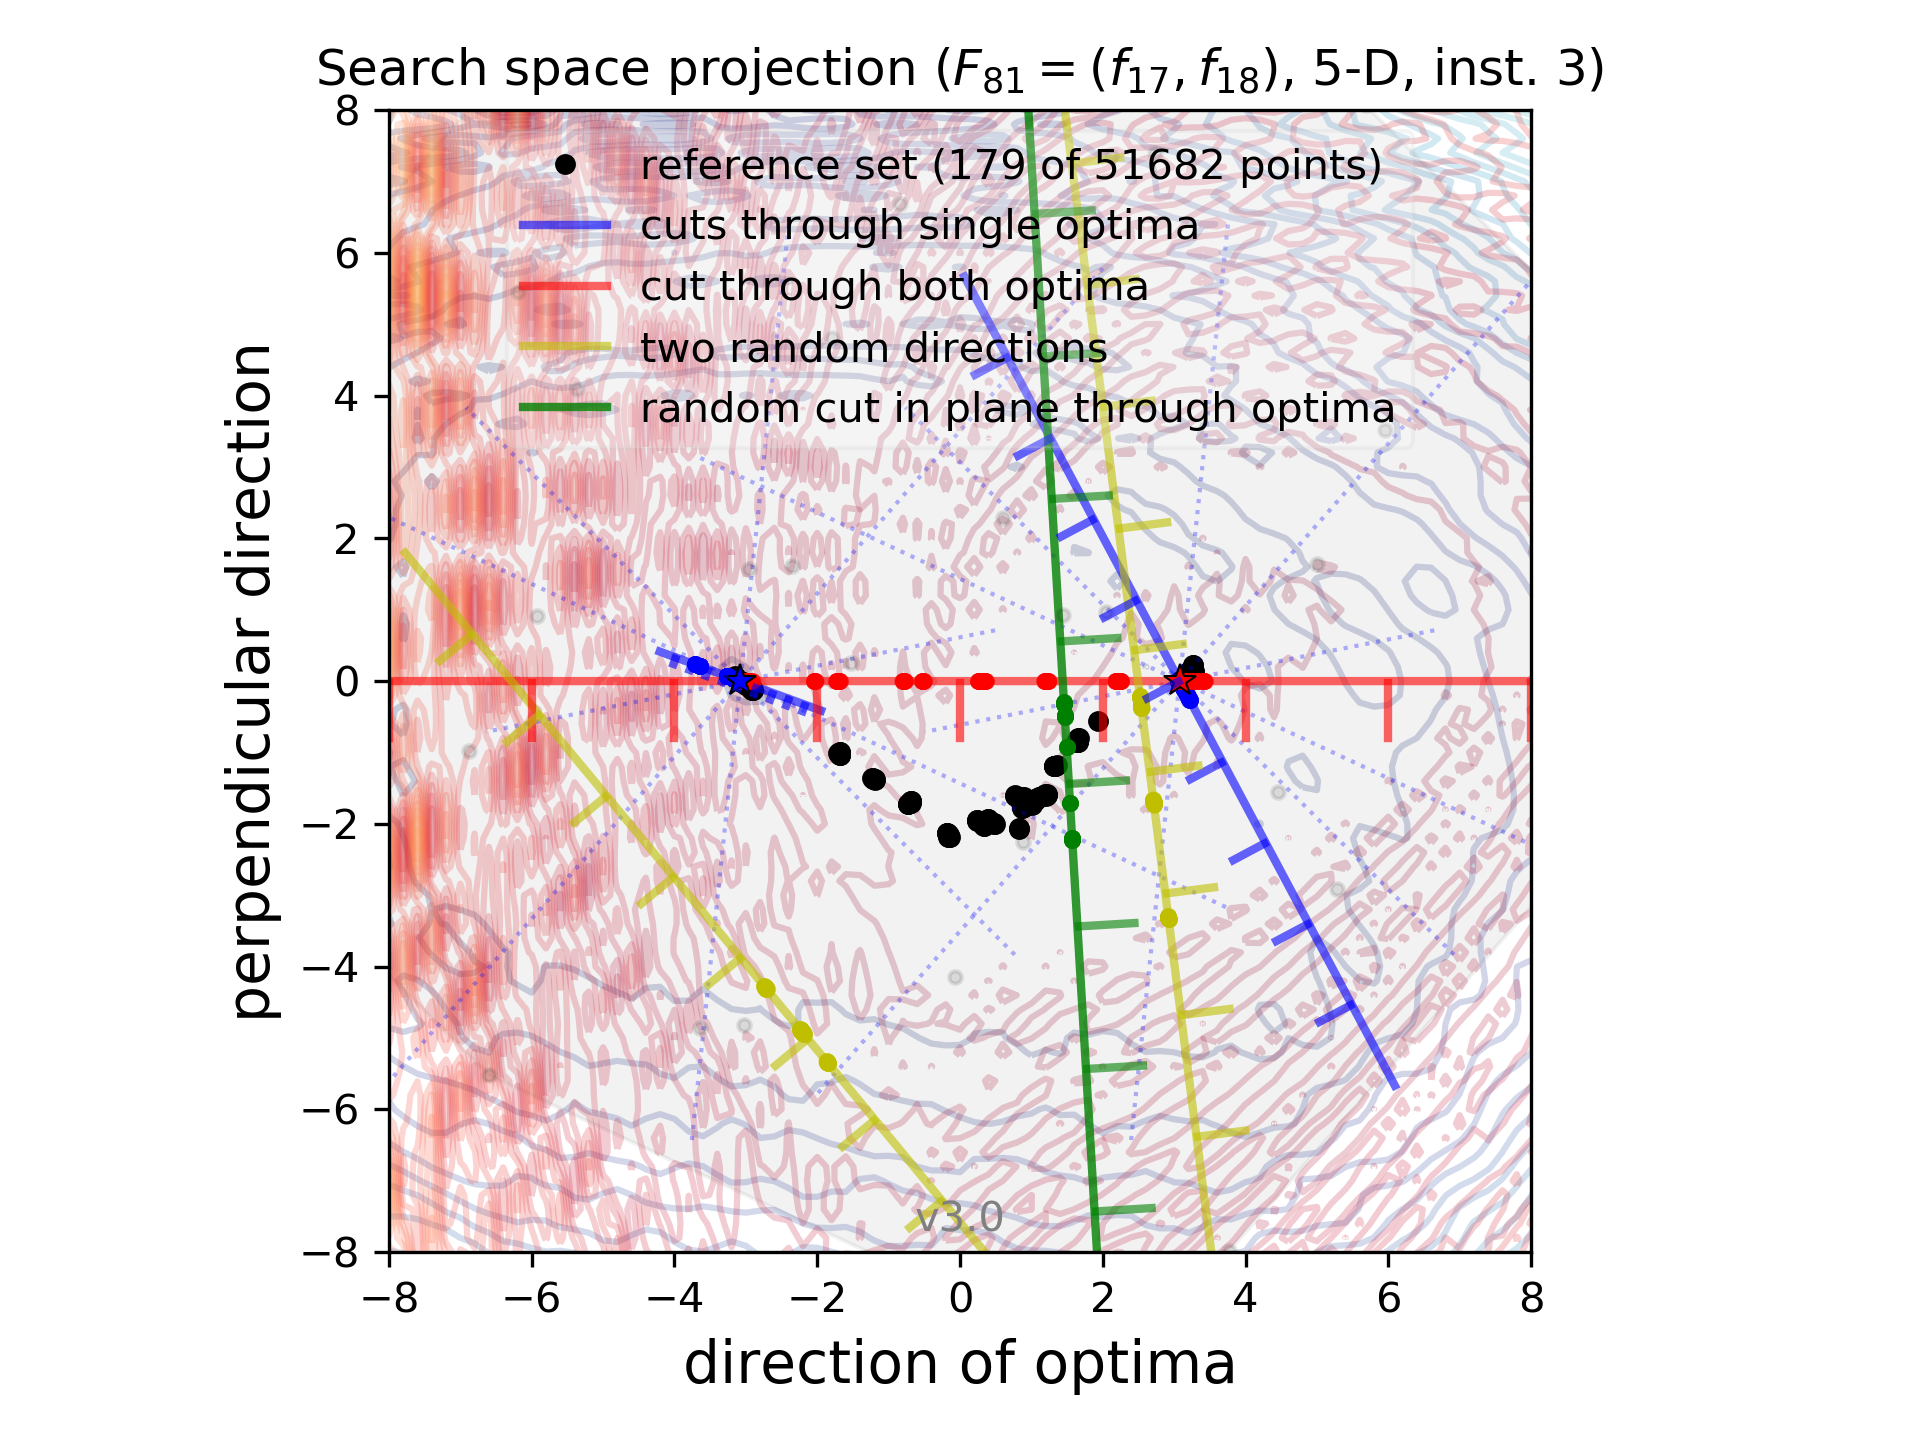 Search space projection (F₈₁ = (f₁₇, f₁₈), 5-D, inst. 3)
reference set (179 of 51682 points)
cuts through single optima
cut through both optima
two random directions
random cut in plane through optima
perpendicular direction
8
6
4
2
0
−2
−4
−6
−8
v3.0
−8 −6 −4 −2 0 2 4 6 8
direction of optima